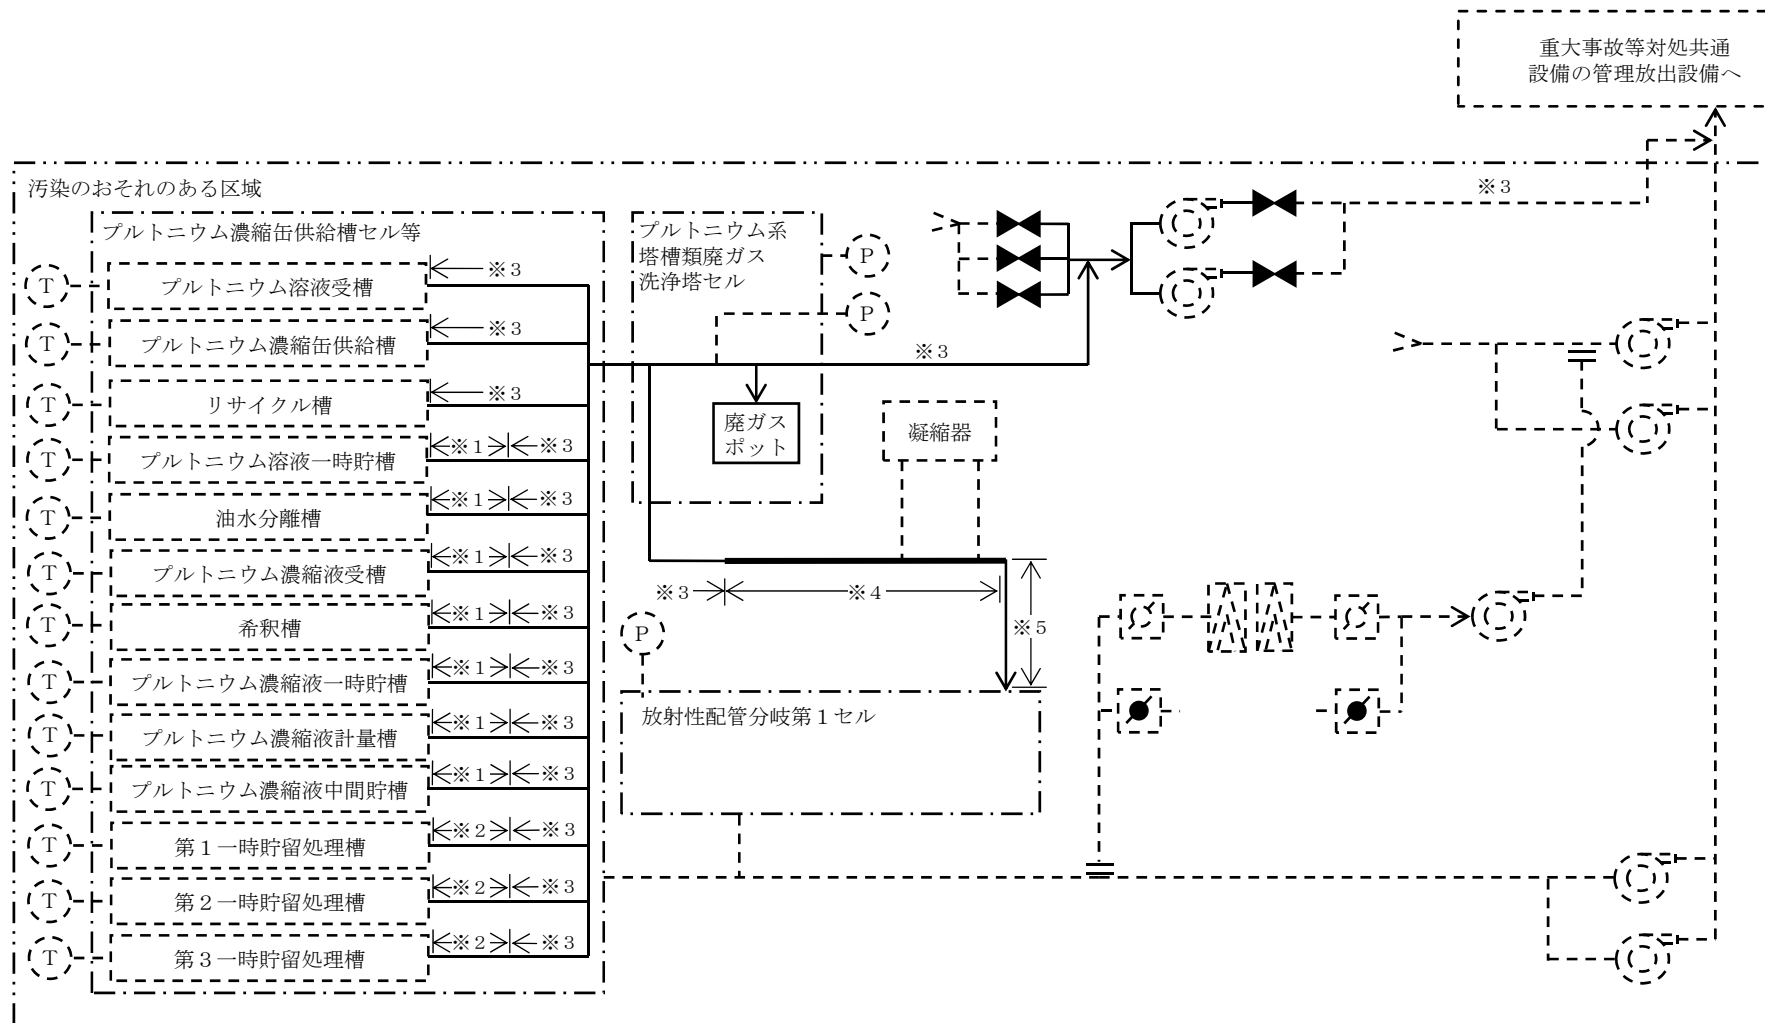 重大事故等対処共通
設備の管理放出設備へ
汚染のおそれのある区域
※3
プルトニウム濃縮缶供給槽セル等
プルトニウム系
塔槽類廃ガス
洗浄塔セル
P
P
T
プルトニウム溶液受槽
※3
T
プルトニウム濃縮缶供給槽
※3
※3
T
リサイクル槽
※3
廃ガス
ポット
凝縮器
T
プルトニウム溶液一時貯槽
※1
※3
T
油水分離槽
※1
※3
T
プルトニウム濃縮液受槽
※1
※3
※3
※4
※5
T
希釈槽
※1
※3
P
T
プルトニウム濃縮液一時貯槽
※1
※3
放射性配管分岐第1セル
T
プルトニウム濃縮液計量槽
※1
※3
T
プルトニウム濃縮液中間貯槽
※1
※3
T
第1一時貯留処理槽
※2
※3
T
第2一時貯留処理槽
※2
※3
T
第3一時貯留処理槽
※2
※3